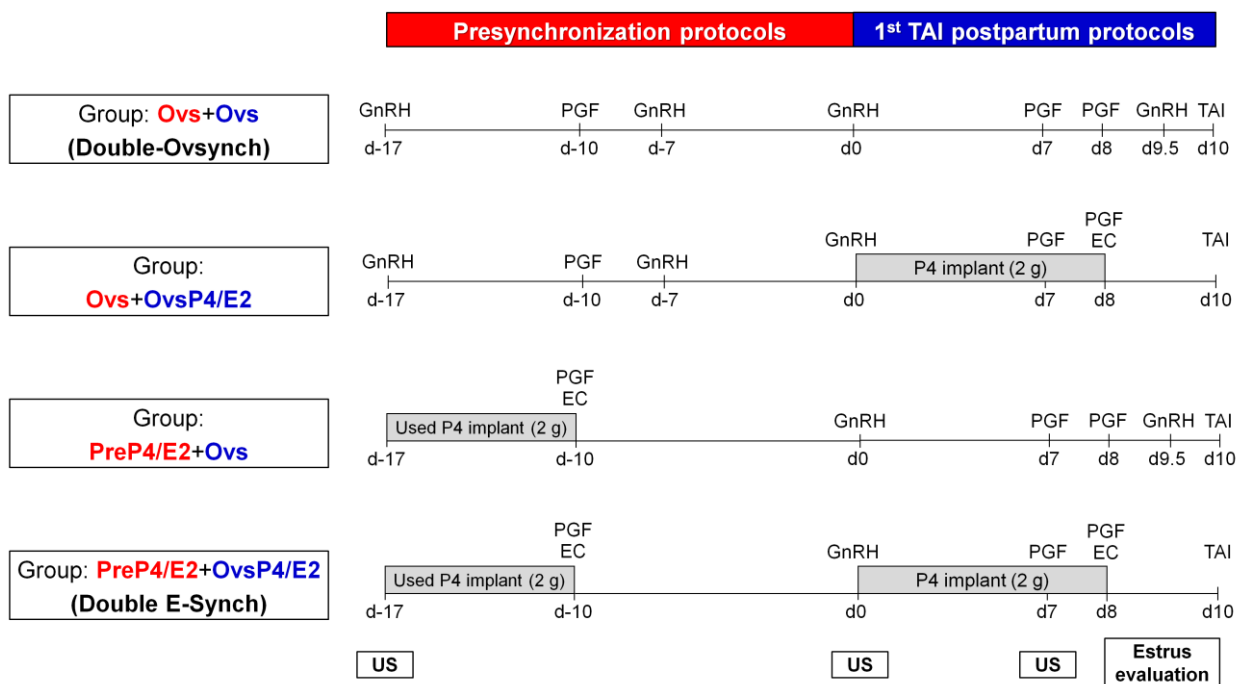 Presynchronization protocols 1st TAI postpartum protocols
Group: Ovs+Ovs
(Double-Ovsynch)
GnRH PGF GnRH GnRH PGF PGF GnRH TAI
d-17 d-10 d-7 d0 d7 d8 d9.5 d10
Group:
Ovs+OvsP4/E2
PGF
GnRH PGF EC TAI
GnRH PGF GnRH P4 implant (2 g)
d-17 d-10 d-7 d0 d7 d8 d10
Group:
PreP4/E2+Ovs
PGF
EC
Used P4 implant (2 g) GnRH PGF PGF GnRH TAI
d-17 d-10 d0 d7 d8 d9.5 d10
Group: PreP4/E2+OvsP4/E2
(Double E-Synch)
PGF PGF
EC GnRH PGF EC TAI
Used P4 implant (2 g) P4 implant (2 g)
d-17 d-10 d0 d7 d8 d10
US US US Estrus
evaluation